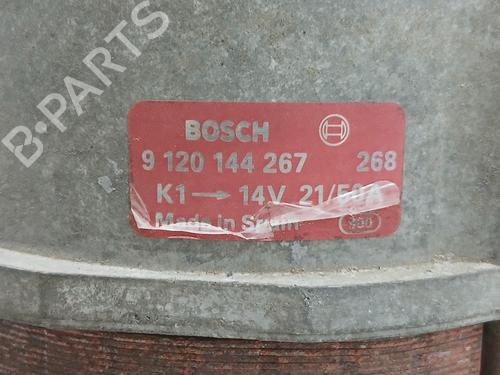 B-PARTS
BOSCH
9 120 144 267 268
K1→ 14V 21/50A
Made in Spain